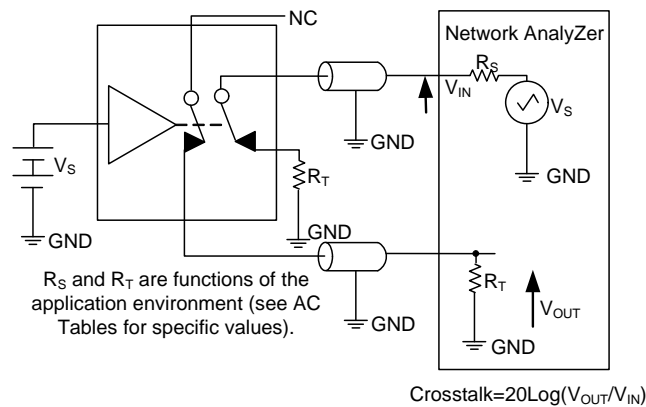 NC
Network AnalyZer
RS
VIN
VS
GND
GND
VS
RT
GND
GND
RS and RT are functions of the
application environment (see AC
Tables for specific values).
RT
VOUT
GND
GND
Crosstalk=20Log(VOUT/VIN)